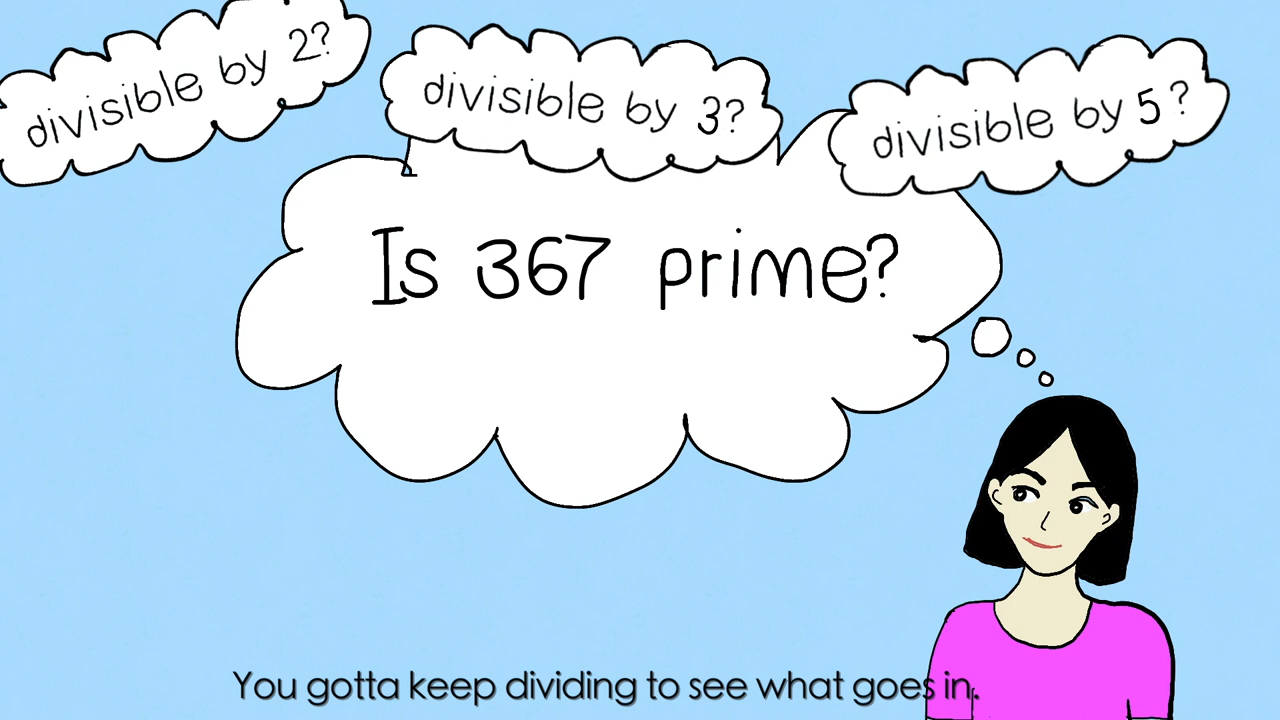 divisible by 2?
divisible by 3?
divisible by 5?
Is 367 prime?
You gotta keep dividing to see what goes in.